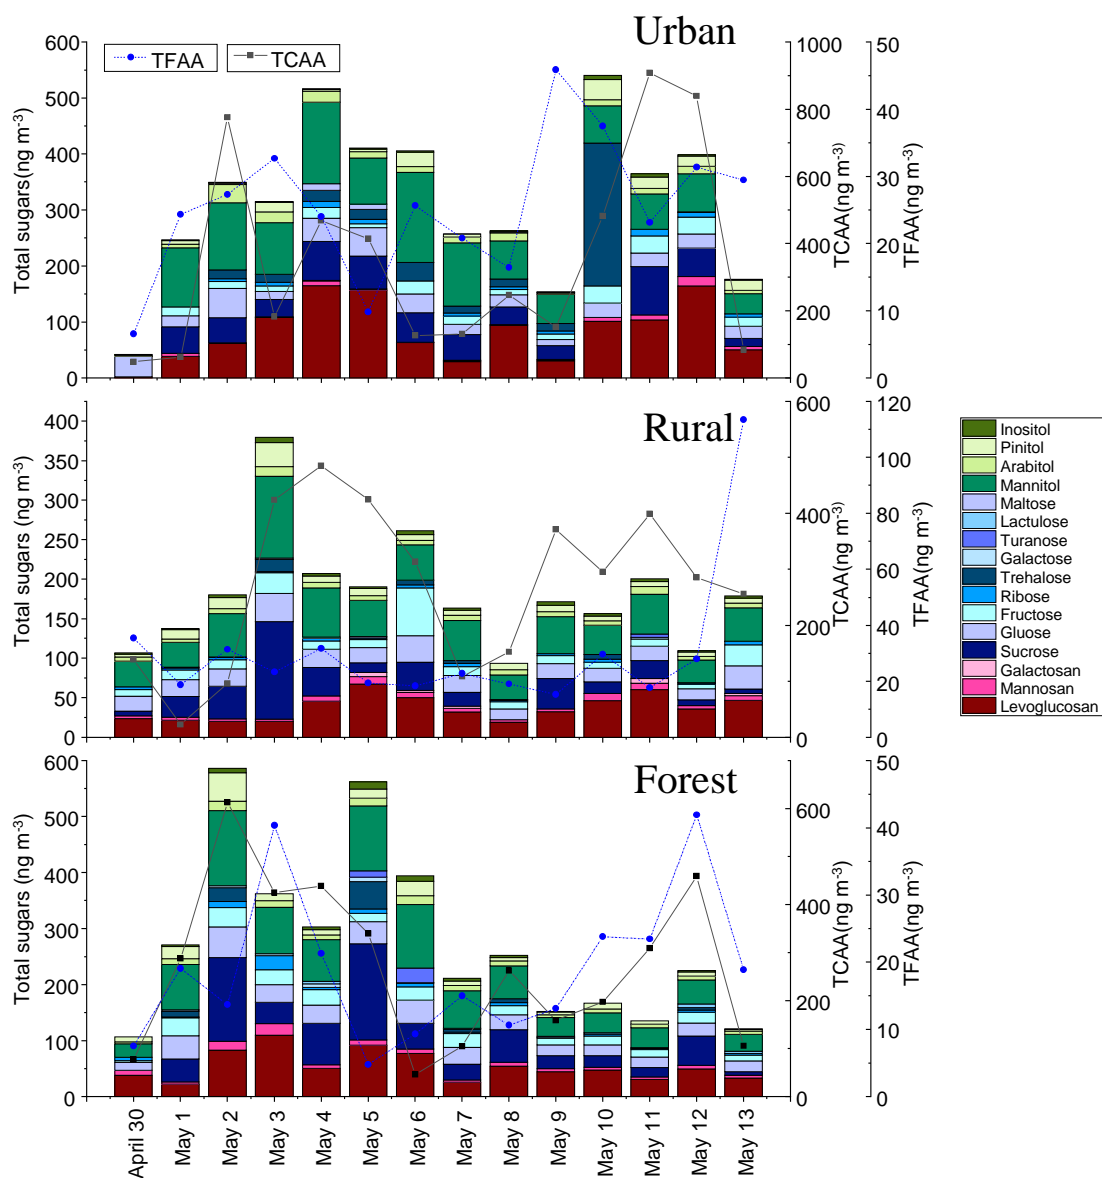 Urban
TFAA
TCAA
600
500
400
300
200
100
0
Total sugars(ng m-3)
1000
800
600
400
200
0
TCAA(ng m-3)
50
40
30
20
10
0
TFAA(ng m-3)
Rural
400
350
300
250
200
150
100
50
0
Total sugars (ng m-3)
600
400
200
0
TCAA(ng m-3)
120
100
80
60
40
20
0
TFAA(ng m-3)
Inositol
Pinitol
Arabitol
Mannitol
Maltose
Lactulose
Turanose
Galactose
Trehalose
Ribose
Fructose
Gluose
Sucrose
Galactosan
Mannosan
Levoglucosan
Forest
600
500
400
300
200
100
0
Total sugars (ng m-3)
600
400
200
0
TCAA(ng m-3)
50
40
30
20
10
0
TFAA(ng m-3)
April 30
May 1
May 2
May 3
May 4
May 5
May 6
May 7
May 8
May 9
May 10
May 11
May 12
May 13